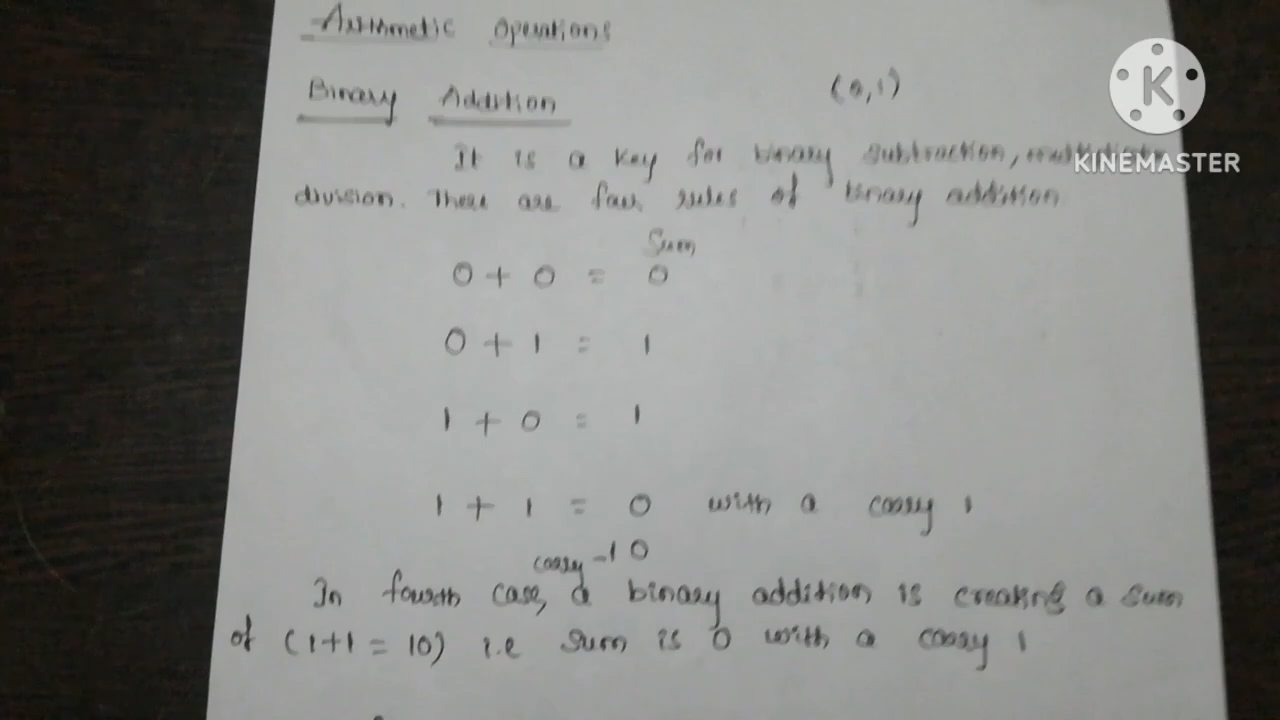 Arithmetic operations
Binary Addition
(0,1)
KINEMASTER
It is a key for binary subtraction,
division. There are four rules of binary addition
Sum
0 + 0 = 0
0 + 1 = 1
1 + 0 = 1
1 + 1 = 0 with a carry 1
carry - 1 0
In fourth case, a binary addition is creating a sum
of (1+1 = 10) i.e sum is 0 with a carry 1